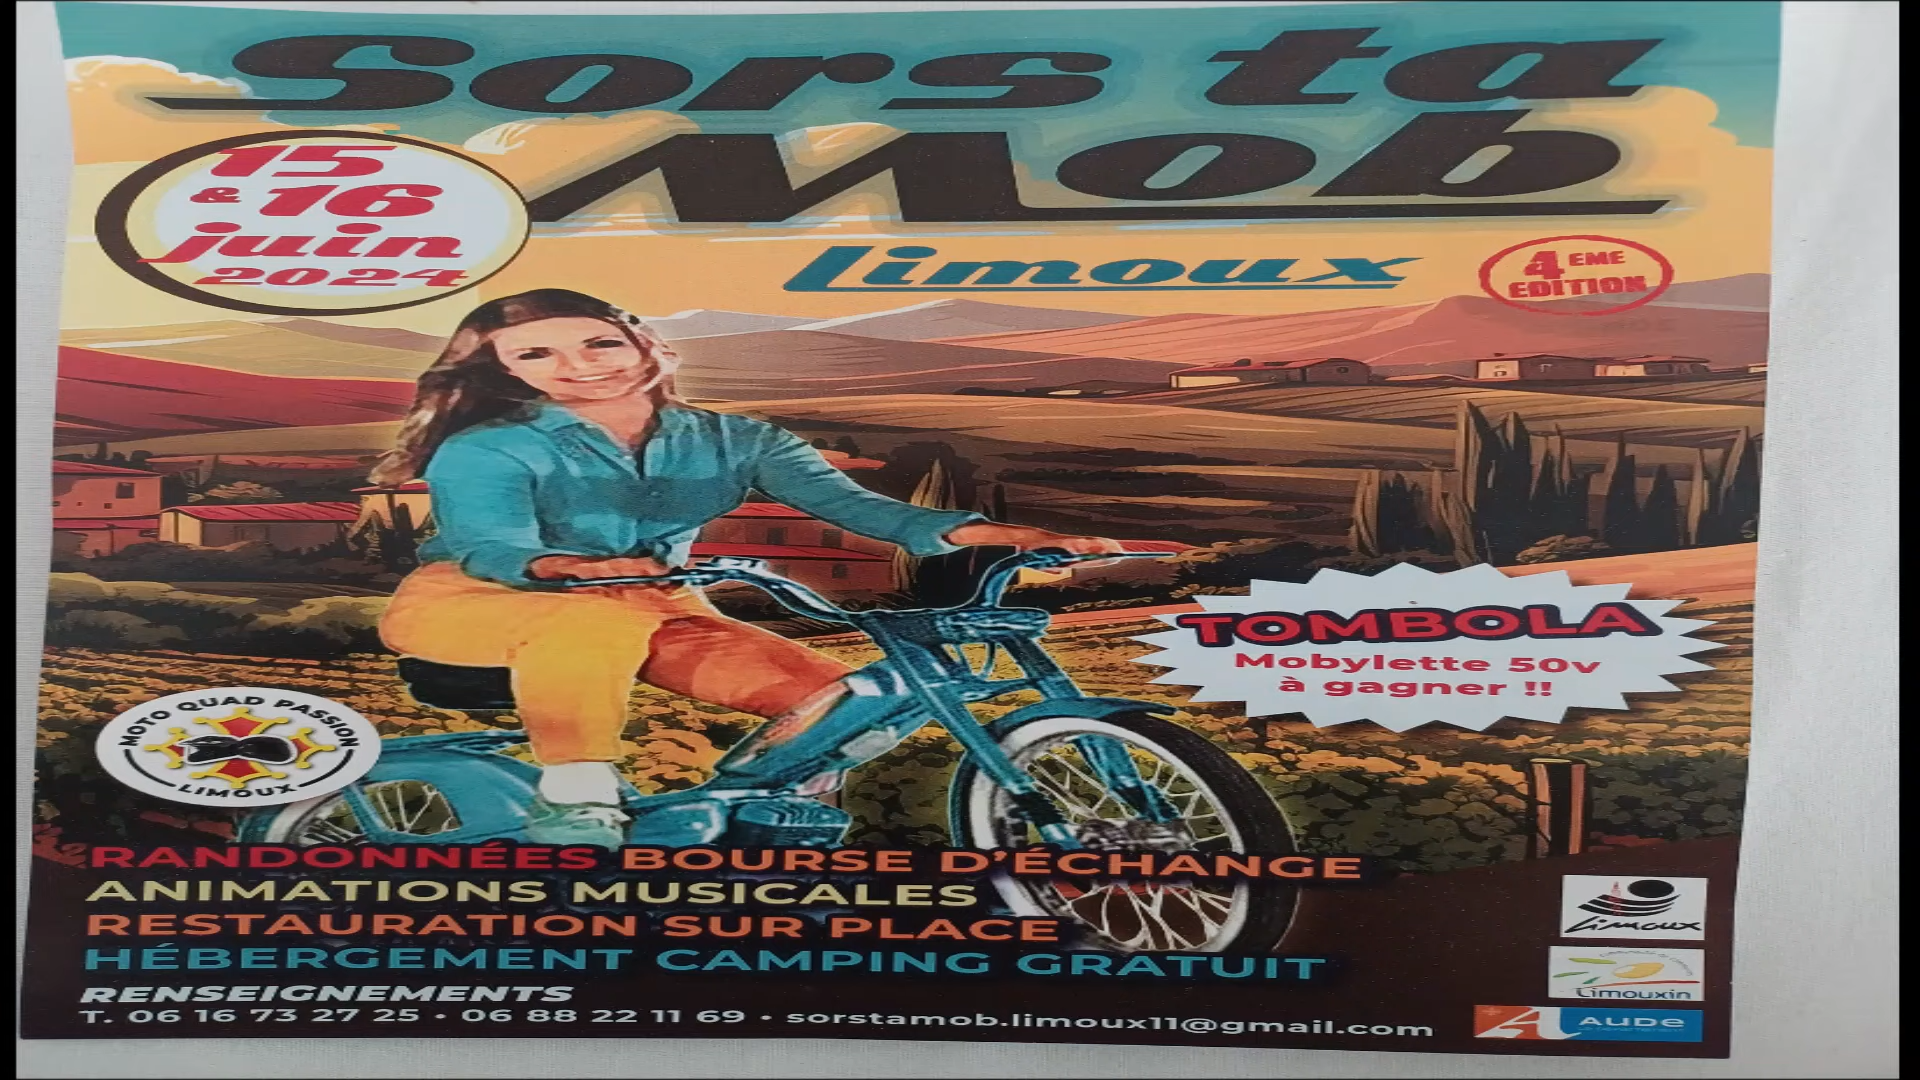 Sors ta
Mob
15
& 16
juin
2024
Limoux
4 EME
EDITION
TOMBOLA
Mobylette 50v
à gagner !!
MOTO QUAD PASSION
LIMOUX
RANDONNÉES BOURSE D'ÉCHANGE
ANIMATIONS MUSICALES
RESTAURATION SUR PLACE
HÉBERGEMENT CAMPING GRATUIT
RENSEIGNEMENTS
T. 06 16 73 27 25 • 06 88 22 11 69 • sorstamob.limoux11@gmail.com
Limoux
Limouxin
AUDE